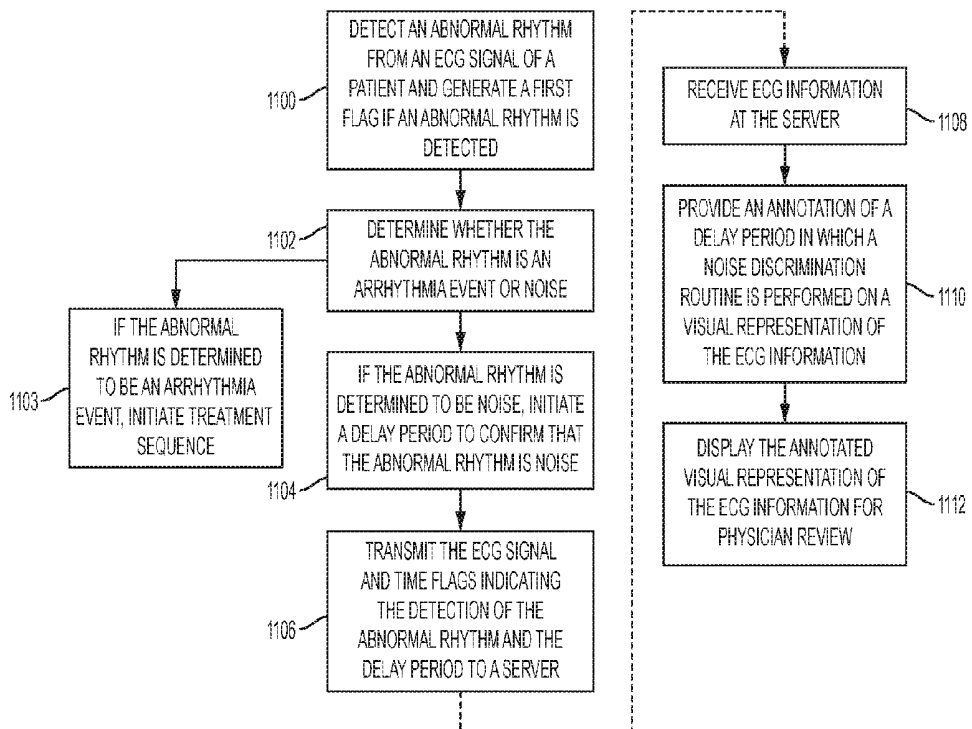 DETECT AN ABNORMAL RHYTHM
FROM AN ECG SIGNAL OF A
PATIENT AND GENERATE A FIRST
FLAG IF AN ABNORMAL RHYTHM IS
DETECTED
1100
DETERMINE WHETHER THE
ABNORMAL RHYTHM IS AN
ARRHYTHMIA EVENT OR NOISE
1102
IF THE ABNORMAL
RHYTHM IS DETERMINED
TO BE AN ARRHYTHMIA
EVENT, INITIATE TREATMENT
SEQUENCE
1103
IF THE ABNORMAL RHYTHM IS
DETERMINED TO BE NOISE, INITIATE
A DELAY PERIOD TO CONFIRM THAT
THE ABNORMAL RHYTHM IS NOISE
1104
TRANSMIT THE ECG SIGNAL
AND TIME FLAGS INDICATING
THE DETECTION OF THE
ABNORMAL RHYTHM AND THE
DELAY PERIOD TO A SERVER
1106
RECEIVE ECG INFORMATION
AT THE SERVER
1108
PROVIDE AN ANNOTATION OF A
DELAY PERIOD IN WHICH A
NOISE DISCRIMINATION
ROUTINE IS PERFORMED ON A
VISUAL REPRESENTATION OF
THE ECG INFORMATION
1110
DISPLAY THE ANNOTATED
VISUAL REPRESENTATION OF
THE ECG INFORMATION FOR
PHYSICIAN REVIEW
1112